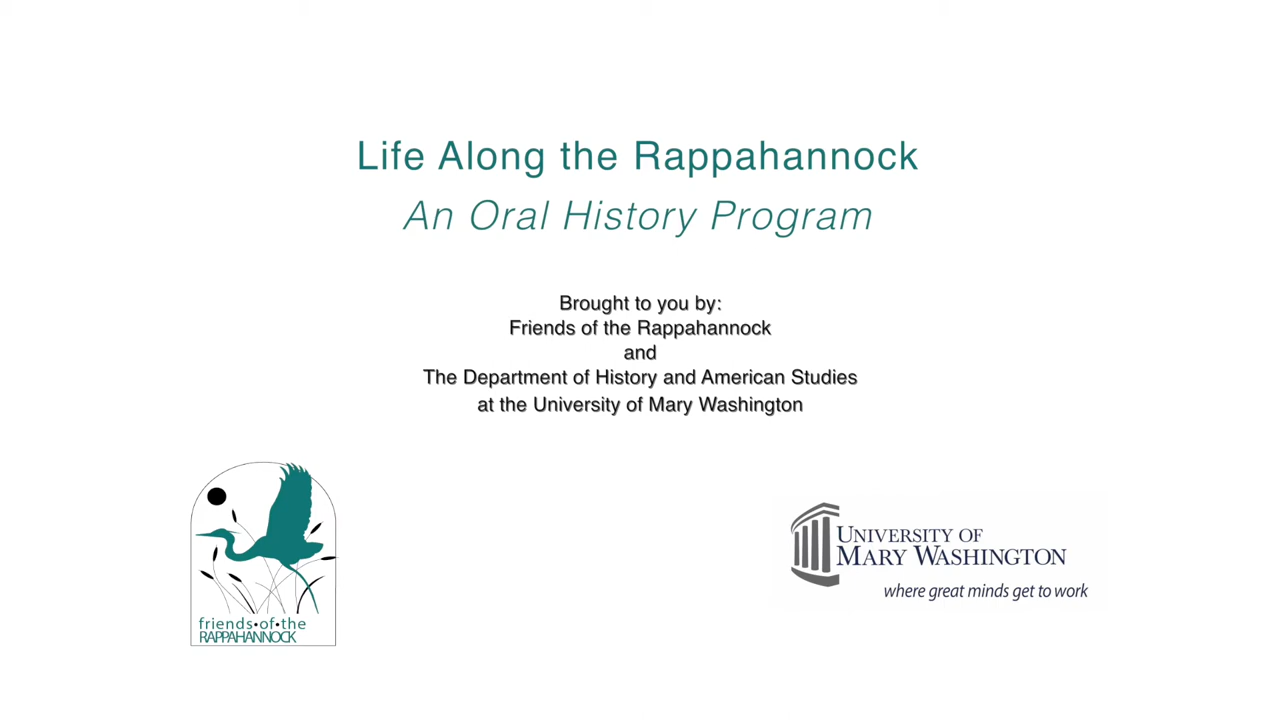 Life Along the Rappahannock
An Oral History Program
Brought to you by:
Friends of the Rappahannock
and
The Department of History and American Studies
at the University of Mary Washington
friends•of•the
RAPPAHANNOCK
UNIVERSITY OF
MARY WASHINGTON
where great minds get to work